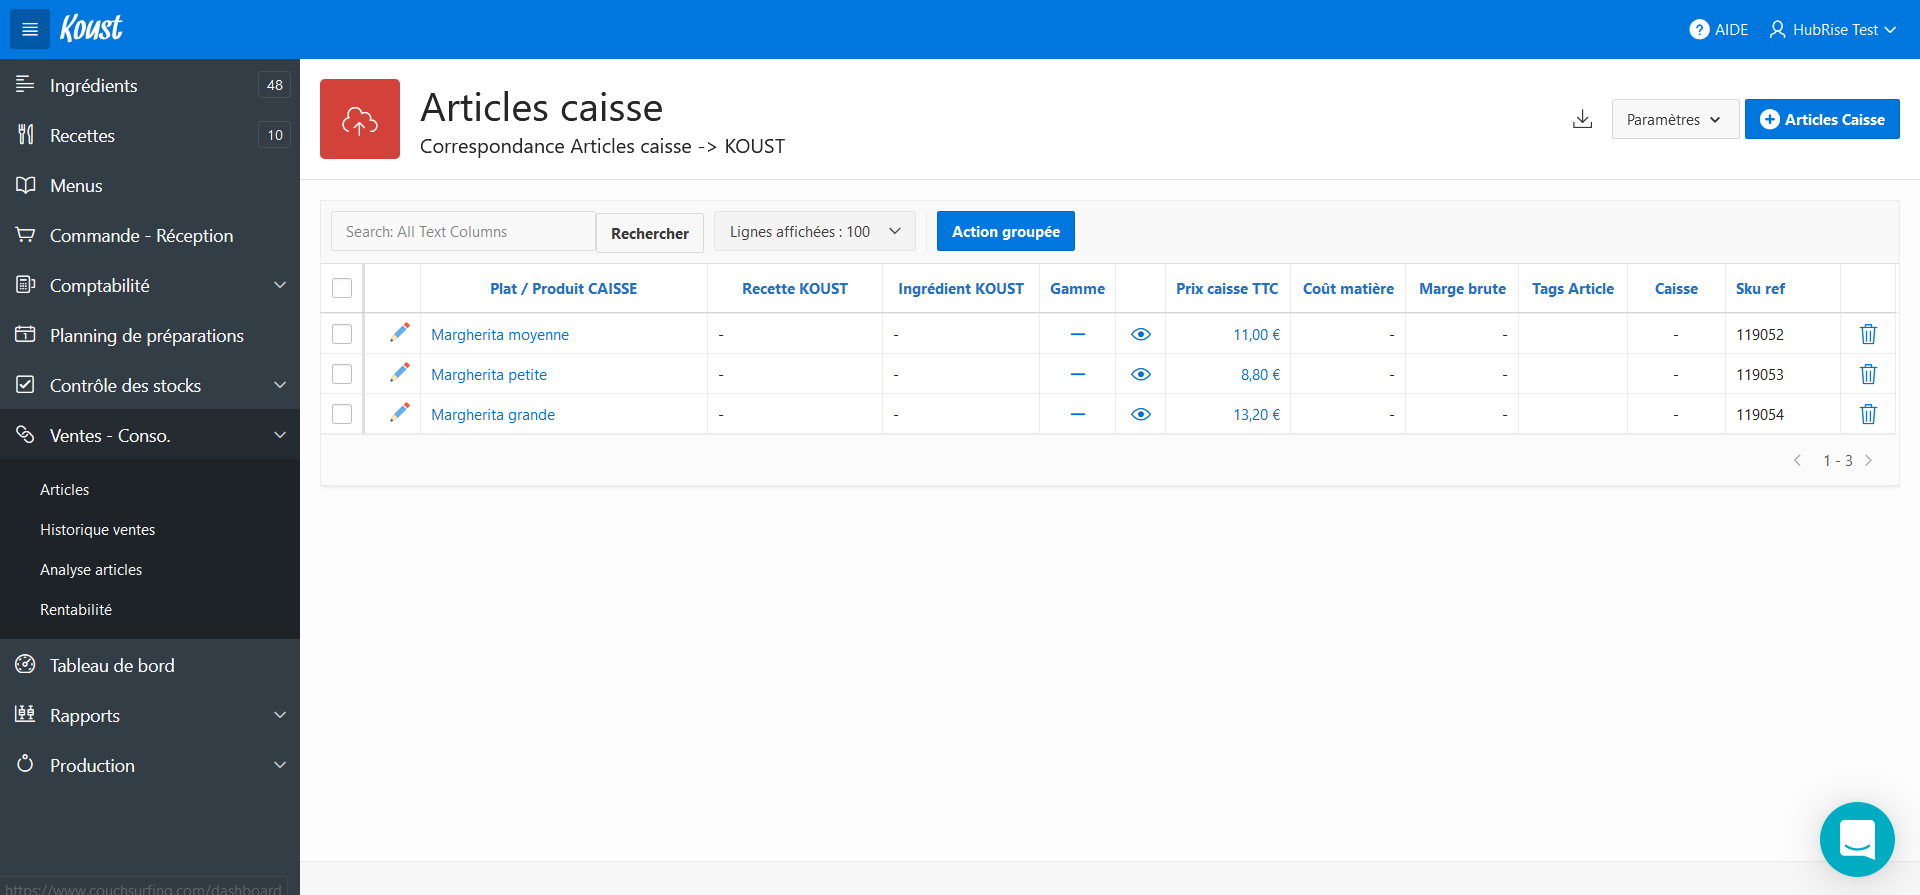 Koust
? AIDE
HubRise Test
Ingrédients 48
Recettes 10
Menus
Commande - Réception
Comptabilité
Planning de préparations
Contrôle des stocks
Ventes - Conso.
Articles
Historique ventes
Analyse articles
Rentabilité
Tableau de bord
Rapports
Production
https://www.couchsurfing.com/dashboard
Articles caisse
Correspondance Articles caisse -> KOUST
Paramètres
Articles Caisse
Search: All Text Columns
Rechercher
Lignes affichées : 100
Action groupée
Plat / Produit CAISSE Recette KOUST Ingrédient KOUST Gamme Prix caisse TTC Coût matière Marge brute Tags Article Caisse Sku ref
Margherita moyenne - - 11,00 € - - - 119052
Margherita petite - - 8,80 € - - - 119053
Margherita grande - - 13,20 € - - - 119054
1 - 3